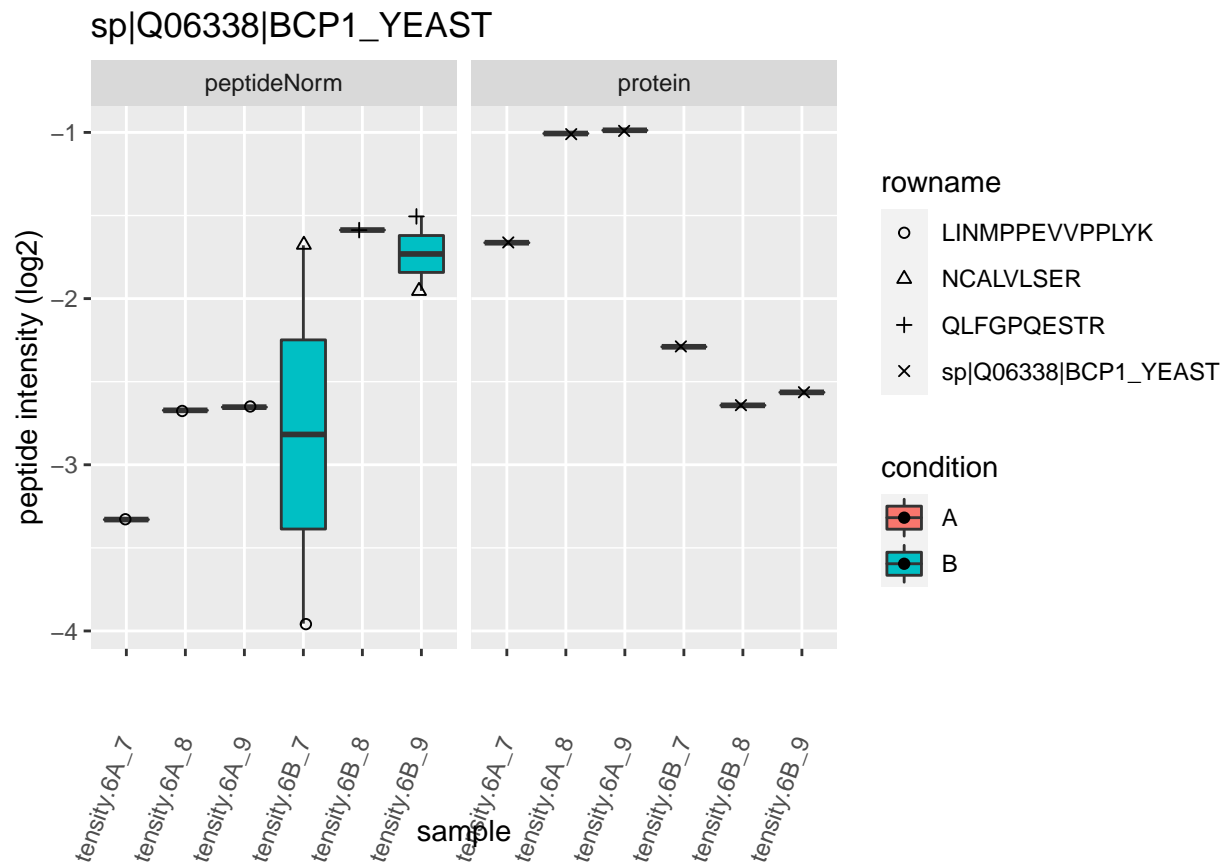 sp|Q06338|BCP1_YEAST
peptideNorm
protein
peptide intensity (log2)
−1
−2
−3
−4
tensity.6A_7
tensity.6A_8
tensity.6A_9
tensity.6B_7
tensity.6B_8
tensity.6B_9
tensity.6A_7
tensity.6A_8
tensity.6A_9
tensity.6B_7
tensity.6B_8
tensity.6B_9
sample
rowname
LINMPPEVVPPLYK
NCALVLSER
QLFGPQESTR
sp|Q06338|BCP1_YEAST
condition
A
B